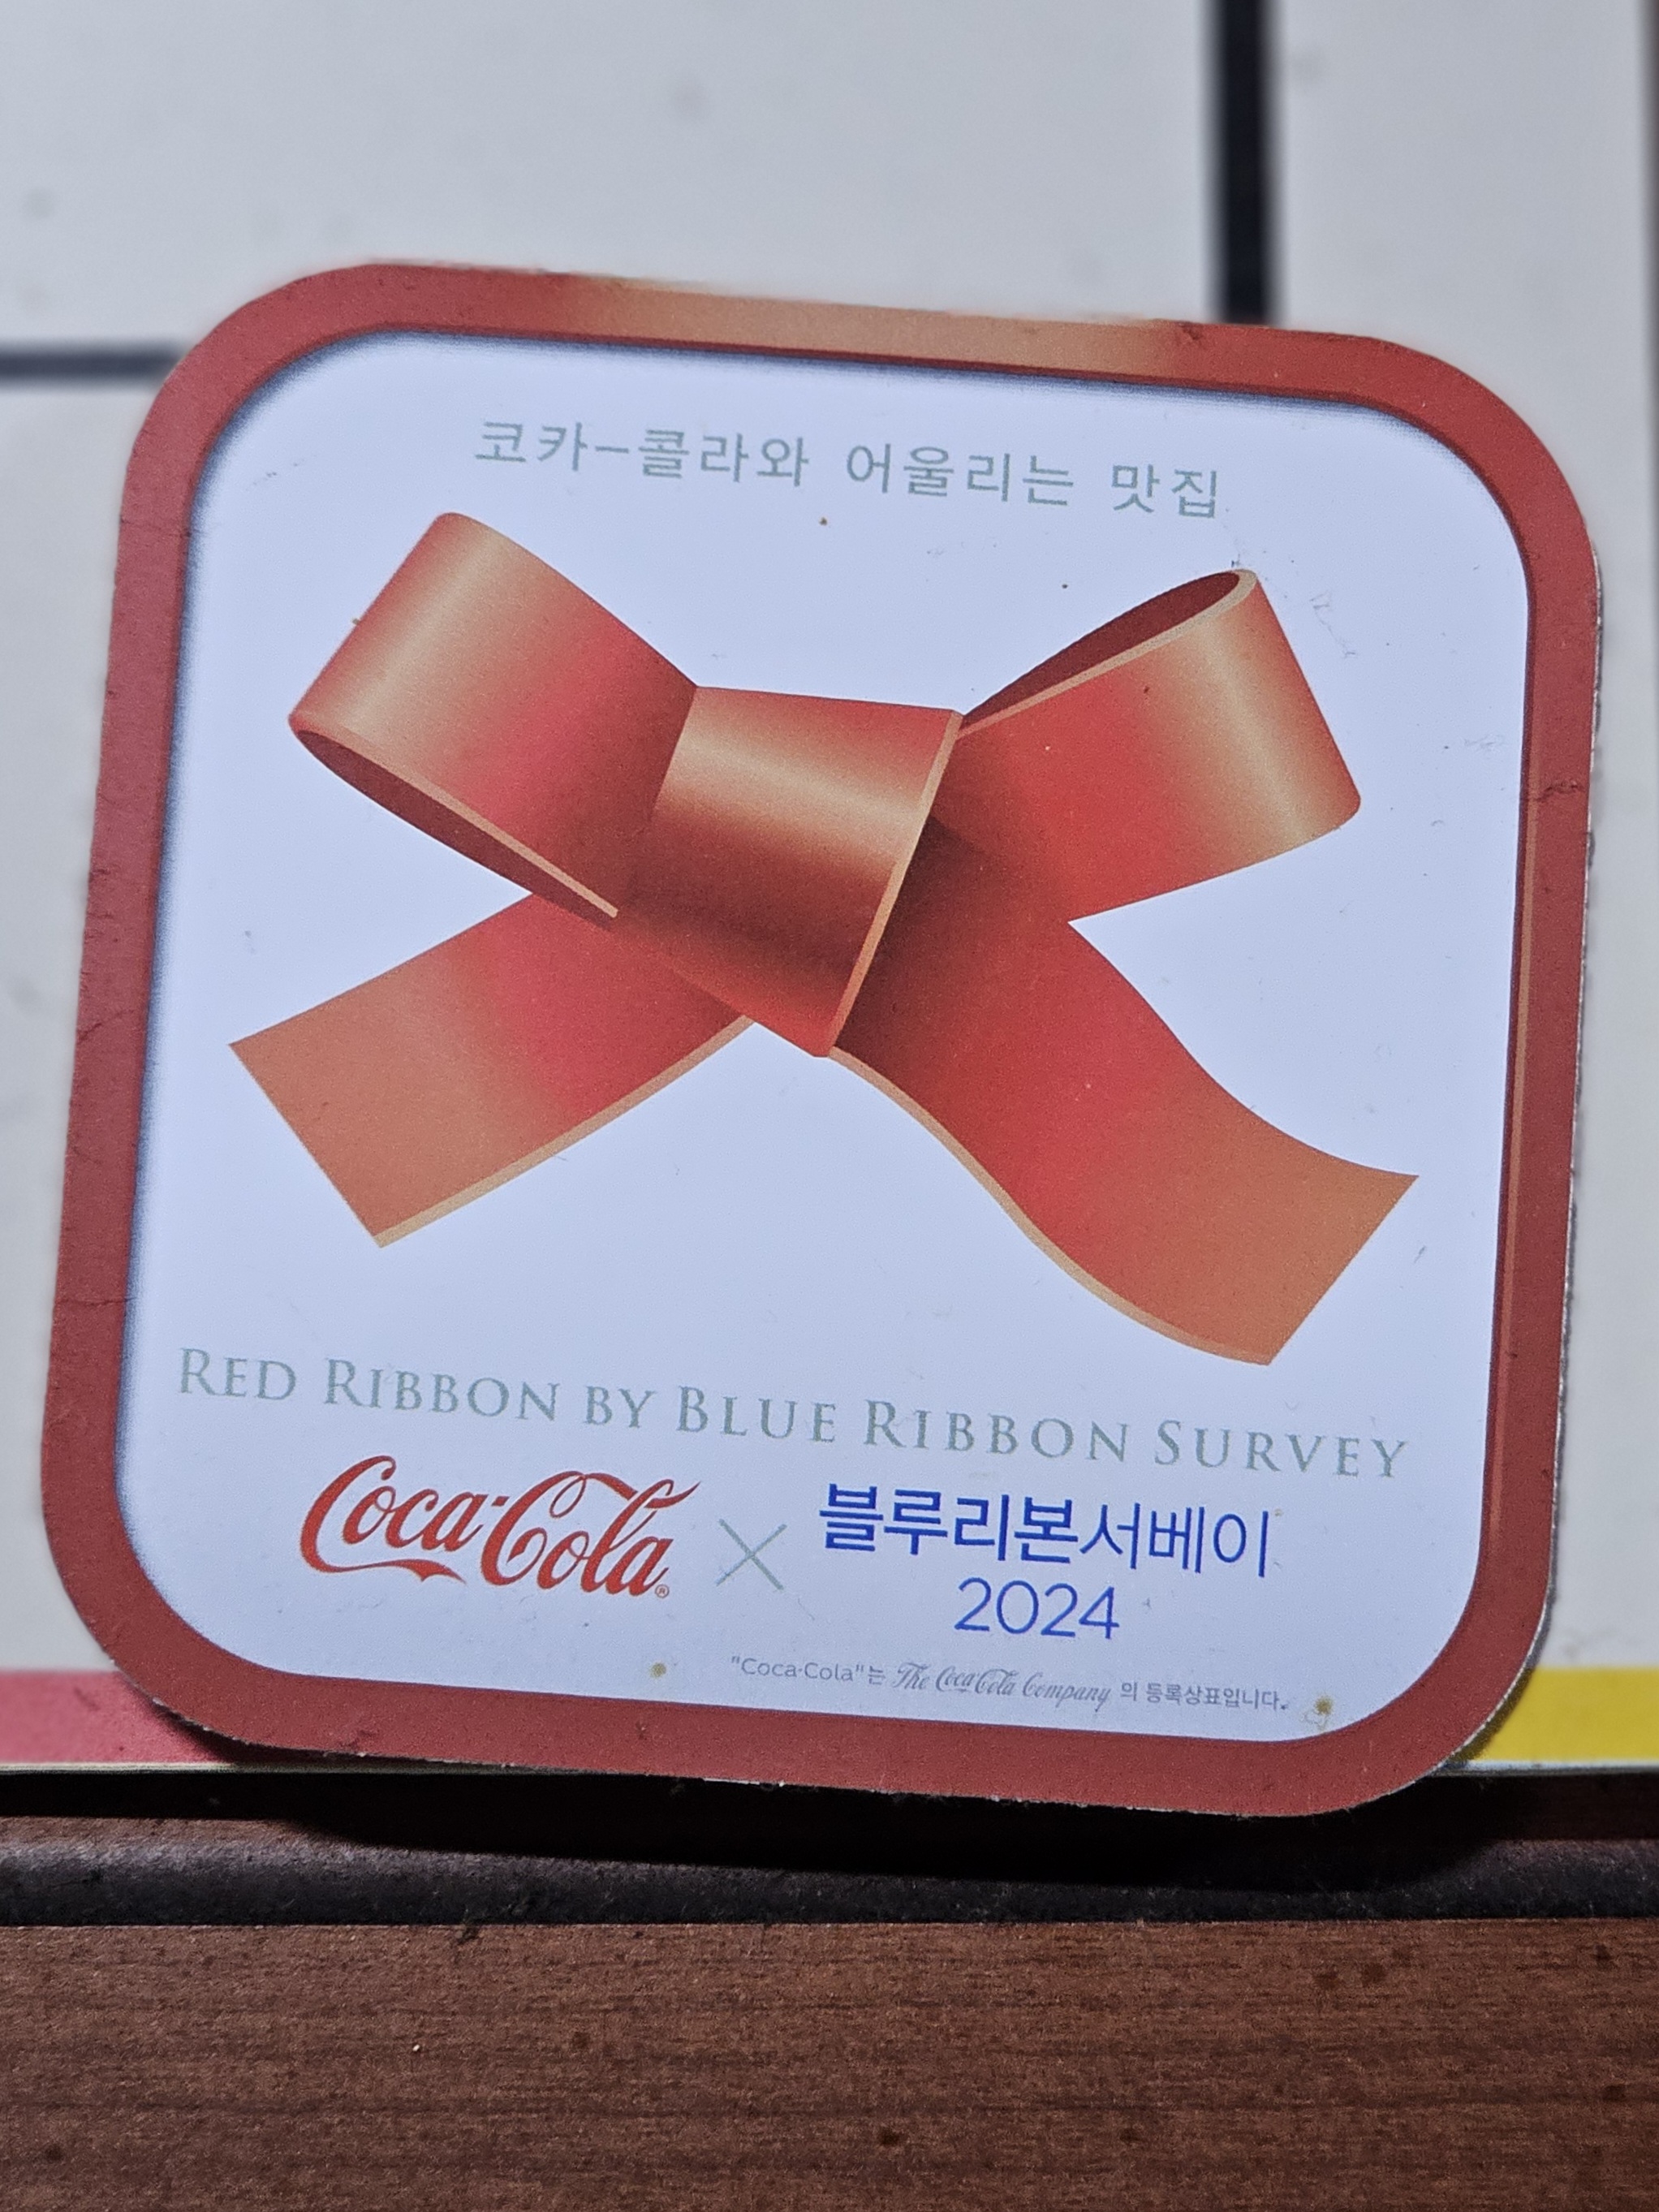 코카-콜라와 어울리는 맛집
RED RIBBON BY BLUE RIBBON SURVEY
Coca-Cola® × 블루리본서베이
2024
"Coca-Cola"는 The Coca-Cola Company 의 등록상표입니다.